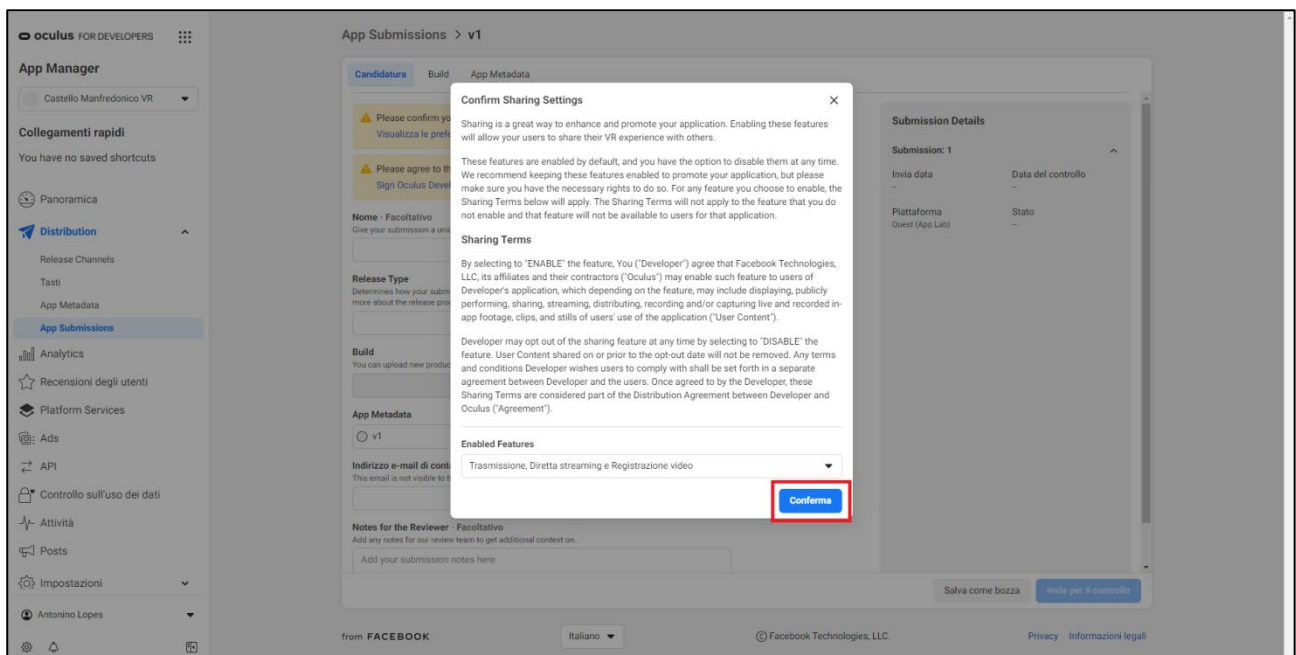 oculus FOR DEVELOPERS
App Manager
Castello Manfredonico VR
Collegamenti rapidi
You have no saved shortcuts
Panoramica
Distribution
Release Channels
Tasti
App Metadata
App Submissions
Analytics
Recensioni degli utenti
Platform Services
Ads
API
Controllo sull'uso dei dati
Attività
Posts
Impostazioni
Antonino Lopes
App Submissions > v1
Candidatura Build App Metadata
Please confirm yo
Visualizza le prefe
Please agree to th
Sign Oculus Devel
Nome · Facoltativo
Give your submission a uni
Release Type
Determines how your subm
more about the release pro
Build
You can upload new produc
App Metadata
v1
Indirizzo e-mail di cont
This email is not visible to t
Notes for the Reviewer · Facoltativo
Add any notes for our review team to get additional context on.
Add your submission notes here.
Confirm Sharing Settings
Sharing is a great way to enhance and promote your application. Enabling these features
will allow your users to share their VR experience with others.
These features are enabled by default, and you have the option to disable them at any time.
We recommend keeping these features enabled to promote your application, but please
make sure you have the necessary rights to do so. For any feature you choose to enable, the
Sharing Terms below will apply. The Sharing Terms will not apply to the feature that you do
not enable and that feature will not be available to users for that application.
Sharing Terms
By selecting to "ENABLE" the feature, You ("Developer") agree that Facebook Technologies,
LLC, its affiliates and their contractors ("Oculus") may enable such feature to users of
Developer's application, which depending on the feature, may include displaying, publicly
performing, sharing, streaming, distributing, recording and/or capturing live and recorded in-
app footage, clips, and stills of users' use of the application ("User Content").
Developer may opt out of the sharing feature at any time by selecting to "DISABLE" the
feature. User Content shared on or prior to the opt-out date will not be removed. Any terms
and conditions Developer wishes users to comply with shall be set forth in a separate
agreement between Developer and the users. Once agreed to by the Developer, these
Sharing Terms are considered part of the Distribution Agreement between Developer and
Oculus ("Agreement").
Enabled Features
Trasmissione, Diretta streaming e Registrazione video
Conferma
Submission Details
Submission: 1
Invia data Data del controllo
– –
Piattaforma Stato
Quest (App Lab) –
Salva come bozza Invia per il controllo
from FACEBOOK Italiano © Facebook Technologies, LLC. Privacy Informazioni legali